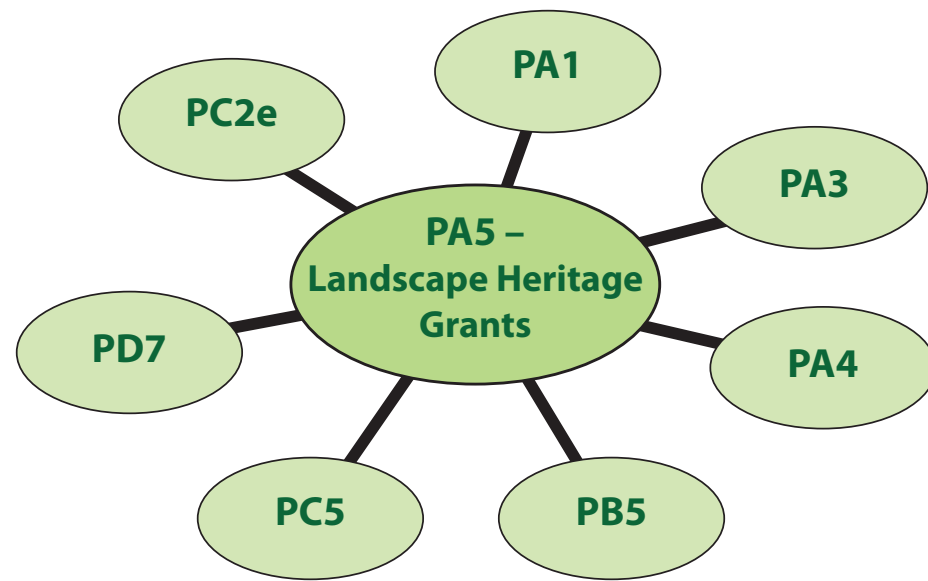 PA1
PC2e
PA3
PA5 –
Landscape Heritage
Grants
PD7
PA4
PC5
PB5